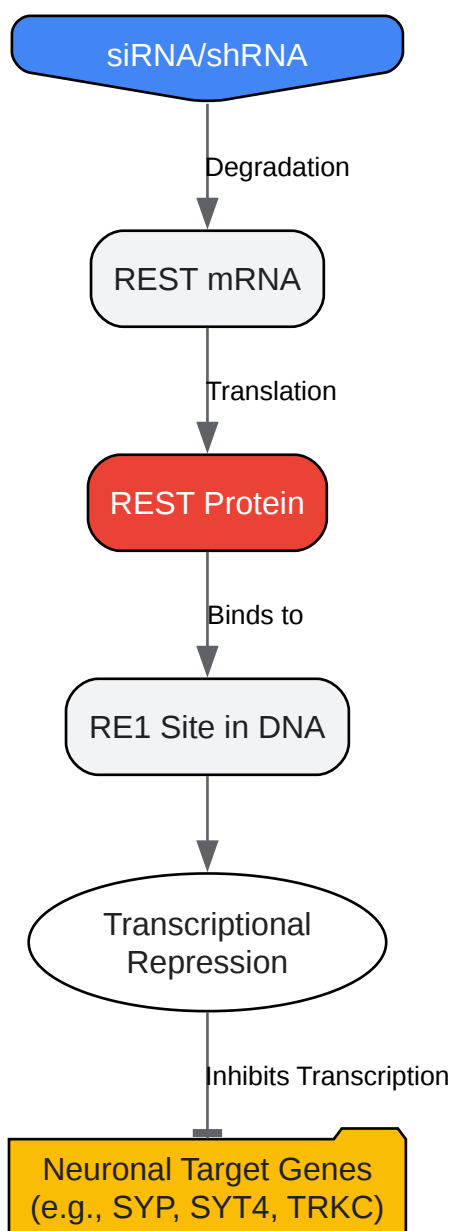 siRNA/shRNA
Degradation
REST mRNA
Translation
REST Protein
Binds to
RE1 Site in DNA
Transcriptional
Repression
Inhibits Transcription
Neuronal Target Genes
(e.g., SYP, SYT4, TRKC)